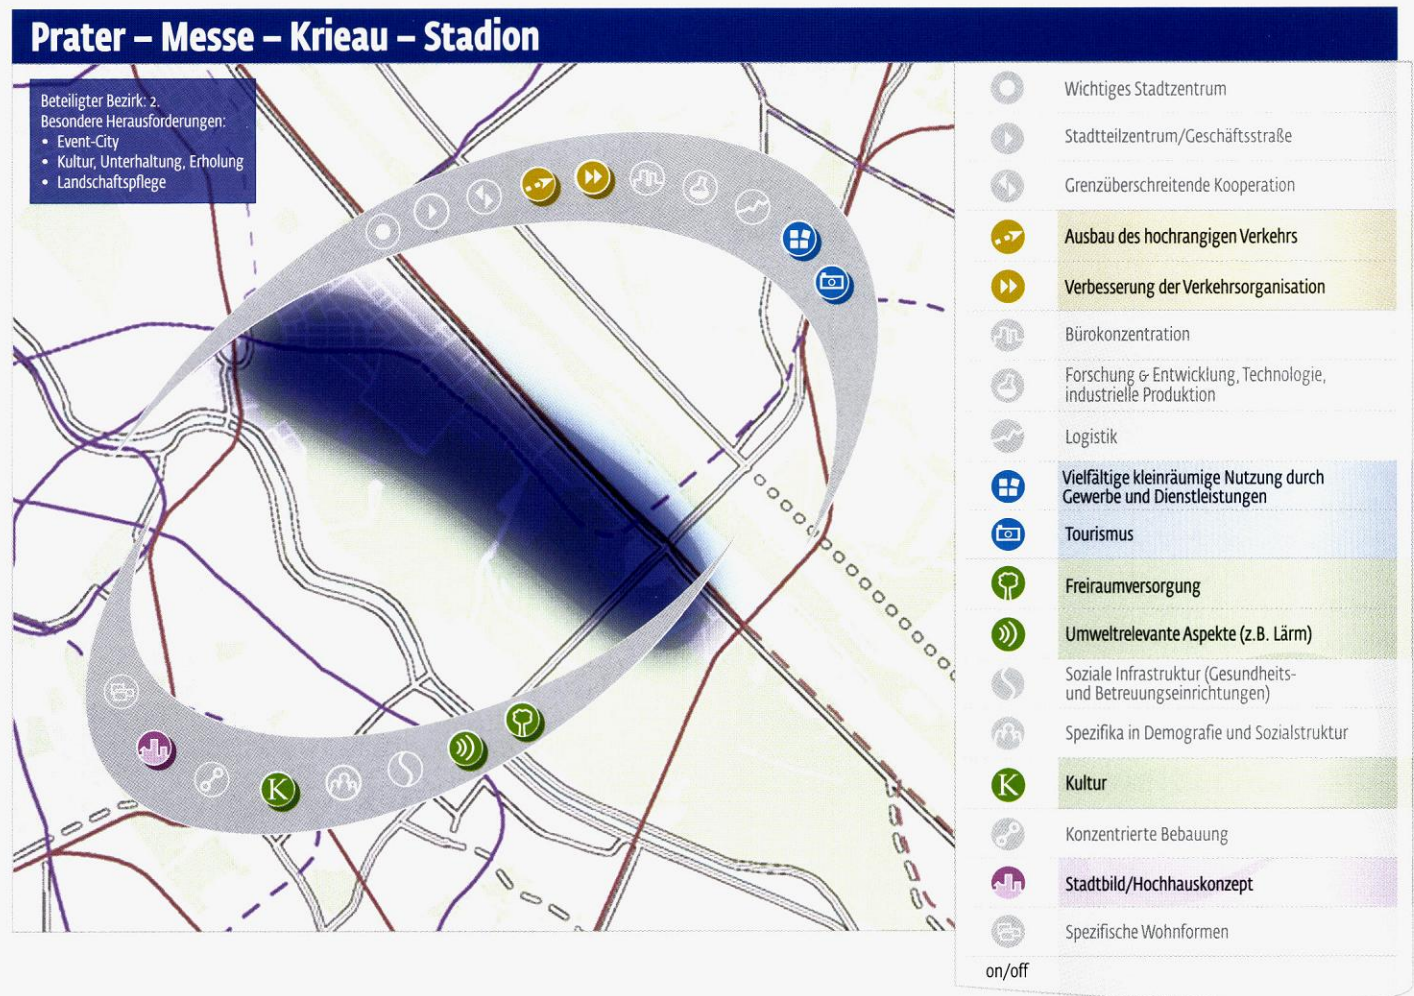 Prater – Messe – Krieau – Stadion
Beteiligter Bezirk: 2.
Besondere Herausforderungen:
• Event-City
• Kultur, Unterhaltung, Erholung
• Landschaftspflege
Wichtiges Stadtzentrum
Stadtteilzentrum/Geschäftsstraße
Grenzüberschreitende Kooperation
Ausbau des hochrangigen Verkehrs
Verbesserung der Verkehrsorganisation
Bürokonzentration
Forschung & Entwicklung, Technologie,
industrielle Produktion
Logistik
Vielfältige kleinräumige Nutzung durch
Gewerbe und Dienstleistungen
Tourismus
Freiraumversorgung
Umweltrelevante Aspekte (z.B. Lärm)
Soziale Infrastruktur (Gesundheits-
und Betreuungseinrichtungen)
Spezifika in Demografie und Sozialstruktur
K
K Kultur
Konzentrierte Bebauung
Stadtbild/Hochhauskonzept
Spezifische Wohnformen
on/off